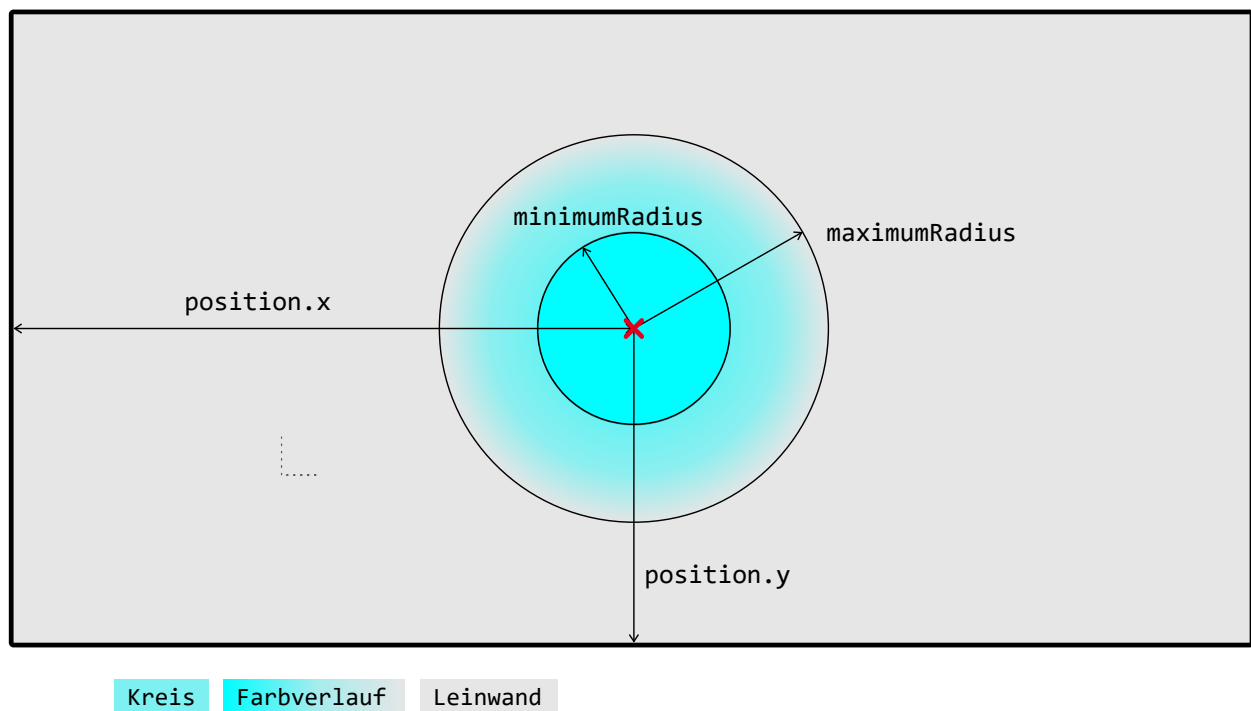 minimumRadius
maximumRadius
position.x
position.y
Kreis Farbverlauf Leinwand